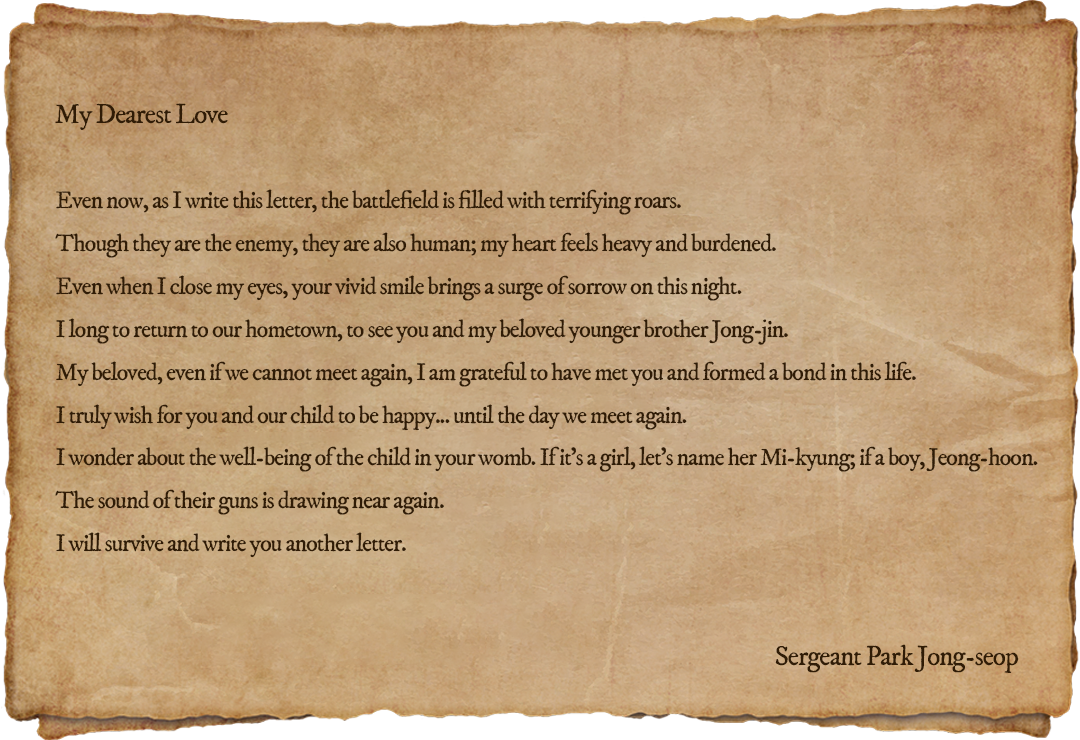 My Dearest Love
Even now, as I write this letter, the battlefield is filled with terrifying roars.
Though they are the enemy, they are also human; my heart feels heavy and burdened.
Even when I close my eyes, your vivid smile brings a surge of sorrow on this night.
I long to return to our hometown, to see you and my beloved younger brother Jong-jin.
My beloved, even if we cannot meet again, I am grateful to have met you and formed a bond in this life.
I truly wish for you and our child to be happy... until the day we meet again.
I wonder about the well-being of the child in your womb. If it's a girl, let's name her Mi-kyung; if a boy, Jeong-hoon.
The sound of their guns is drawing near again.
I will survive and write you another letter.
Sergeant Park Jong-seop